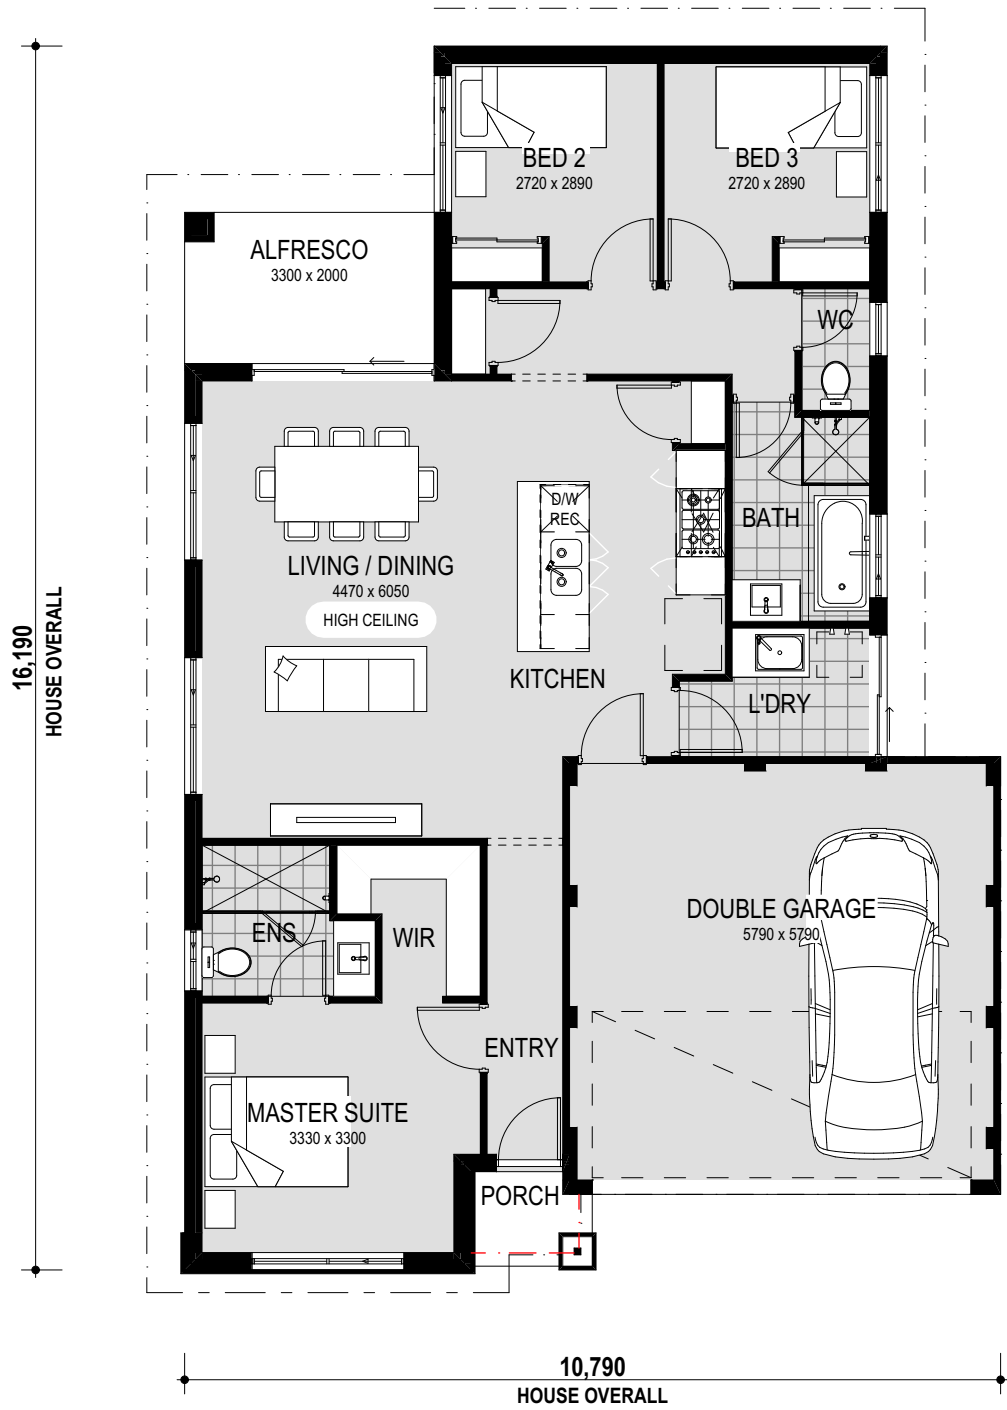 BED 2
2720 x 2890
BED 3
2720 x 2890
ALFRESCO
3300 x 2000
WC
D/W
REC
BATH
LIVING / DINING
4470 x 6050
HIGH CEILING
KITCHEN
L'DRY
16,190
HOUSE OVERALL
DOUBLE GARAGE
5790 x 5790
ENS
WIR
ENTRY
MASTER SUITE
3330 x 3300
PORCH
10,790
HOUSE OVERALL